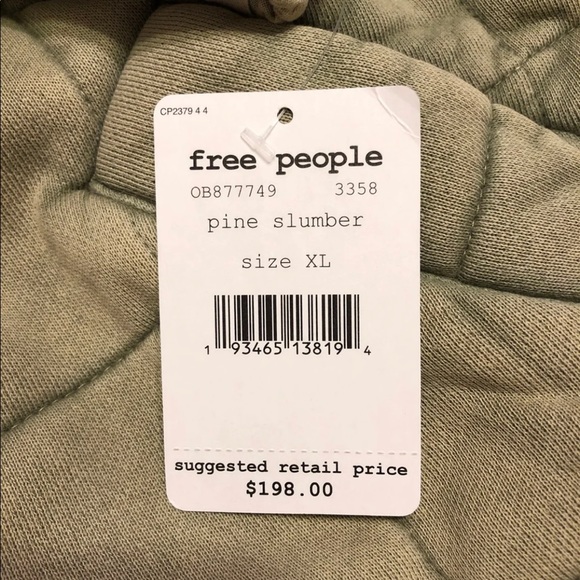 CP2379 4 4
free people
OB877749 3358
pine slumber
size XL
1 93465 13819 4
suggested retail price
$198.00